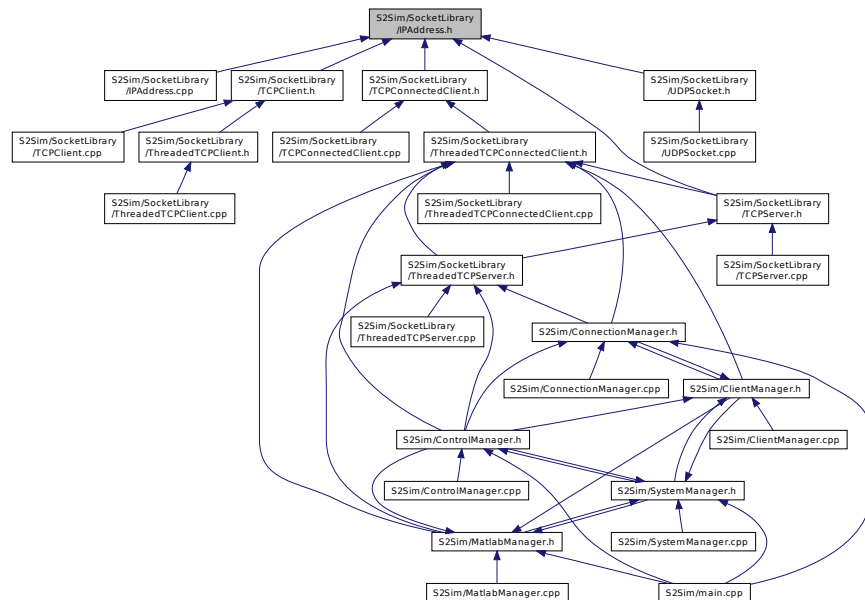 S2Sim/SocketLibrary
/IPAddress.h
S2Sim/SocketLibrary
/IPAddress.cpp
S2Sim/SocketLibrary
/TCPClient.h
S2Sim/SocketLibrary
/TCPConnectedClient.h
S2Sim/SocketLibrary
/UDPSocket.h
S2Sim/SocketLibrary
/TCPClient.cpp
S2Sim/SocketLibrary
/ThreadedTCPClient.h
S2Sim/SocketLibrary
/TCPConnectedClient.cpp
S2Sim/SocketLibrary
/ThreadedTCPConnectedClient.h
S2Sim/SocketLibrary
/UDPSocket.cpp
S2Sim/SocketLibrary
/ThreadedTCPClient.cpp
S2Sim/SocketLibrary
/ThreadedTCPConnectedClient.cpp
S2Sim/SocketLibrary
/TCPServer.h
S2Sim/SocketLibrary
/ThreadedTCPServer.h
S2Sim/SocketLibrary
/TCPServer.cpp
S2Sim/SocketLibrary
/ThreadedTCPServer.cpp
S2Sim/ConnectionManager.h
S2Sim/ConnectionManager.cpp
S2Sim/ClientManager.h
S2Sim/ControlManager.h
S2Sim/ClientManager.cpp
S2Sim/ControlManager.cpp
S2Sim/SystemManager.h
S2Sim/MatlabManager.h
S2Sim/SystemManager.cpp
S2Sim/MatlabManager.cpp
S2Sim/main.cpp